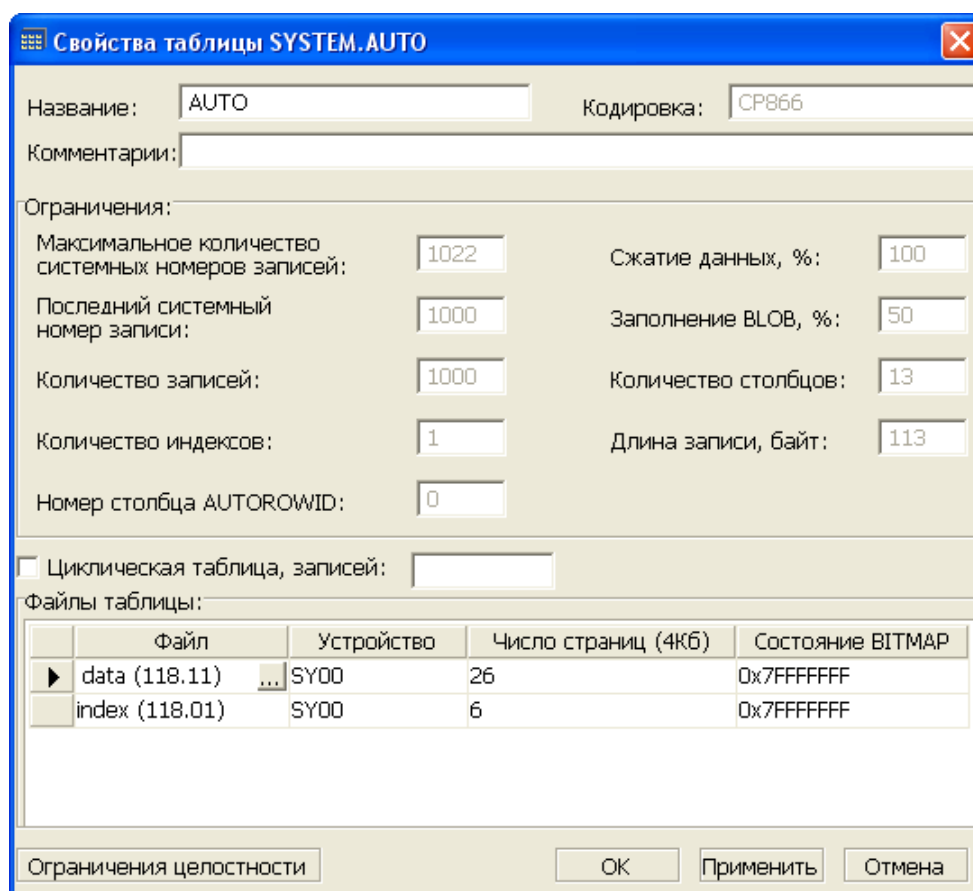 Свойства таблицы SYSTEM.AUTO
Название: AUTO Кодировка: CP866
Комментарии:
Ограничения:
Максимальное количество
системных номеров записей: 1022 Сжатие данных, %: 100
Последний системный
номер записи: 1000 Заполнение BLOB, %: 50
Количество записей: 1000 Количество столбцов: 13
Количество индексов: 1 Длина записи, байт: 113
Номер столбца AUTOROWID: 0
Циклическая таблица, записей:
Файлы таблицы:
Файл Устройство Число страниц (4Кб) Состояние BITMAP
data (118.11) ... SY00 26 0x7FFFFFFF
index (118.01) SY00 6 0x7FFFFFFF
Ограничения целостности OK Применить Отмена